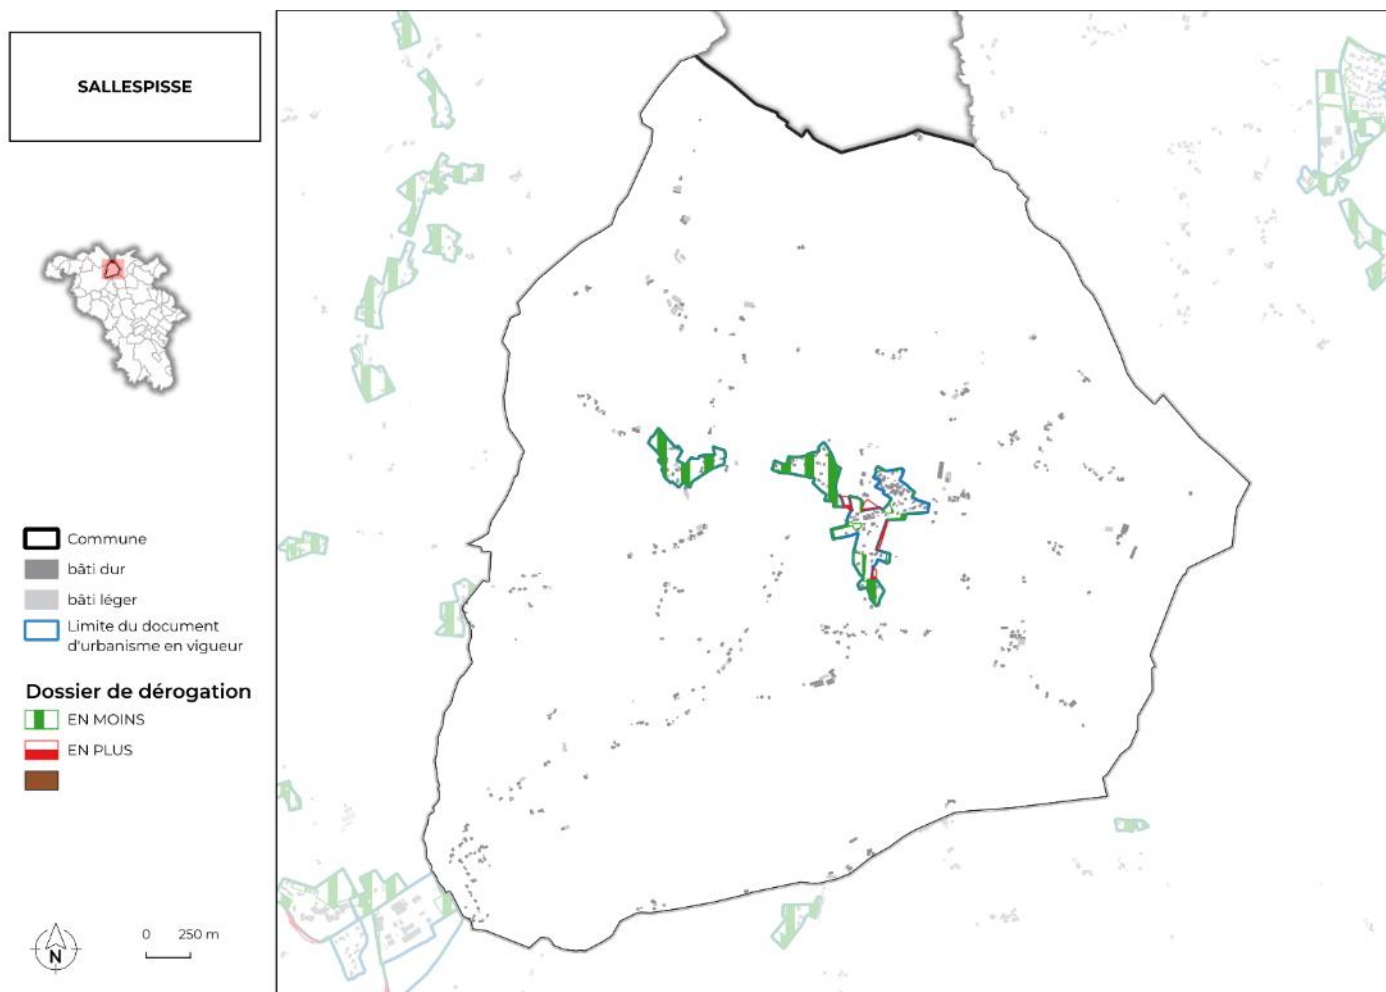 SALLESPISSE
Commune
bâti dur
bâti léger
Limite du document
d'urbanisme en vigueur
Dossier de dérogation
EN MOINS
EN PLUS
N
0 250 m